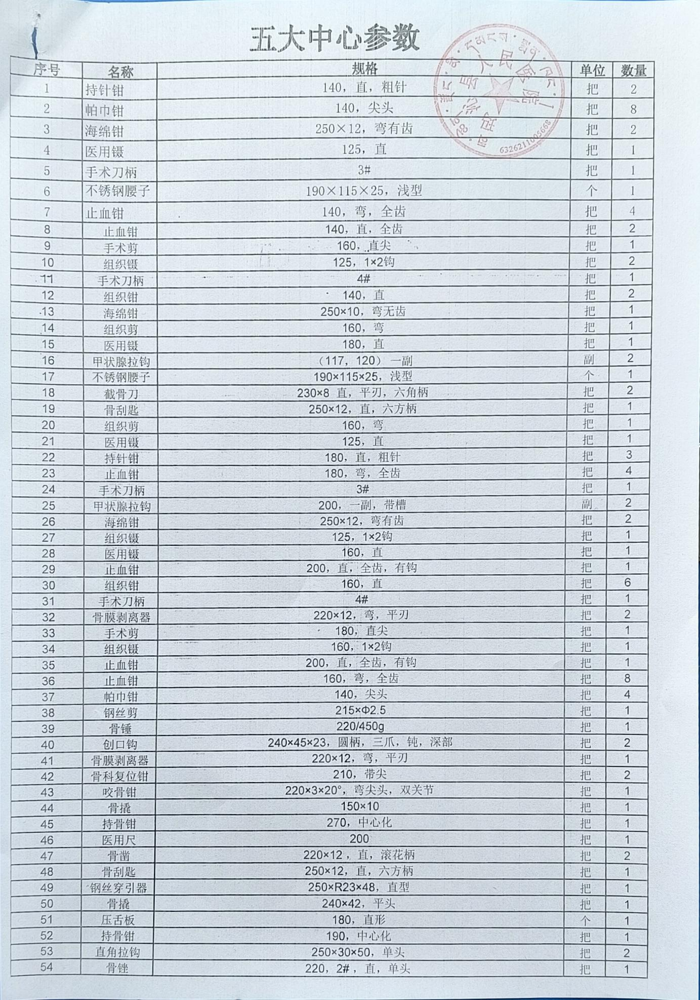 五大中心参数
序号 名称 规格 单位 数量
1 持针钳 140，直，粗针 把 2
2 帕巾钳 140，尖头 把 8
3 海绵钳 250×12，弯有齿 把 2
4 医用镊 125，直 把 1
5 手术刀柄 3# 把 1
6 不锈钢腰子 190×115×25，浅型 个 1
7 止血钳 140，弯，全齿 把 4
8 止血钳 140，直，全齿 把 2
9 手术剪 160，直尖 把 1
10 组织镊 125，1×2钩 把 2
11 手术刀柄 4# 把 1
12 组织钳 140，直 把 2
13 海绵钳 250×10，弯无齿 把 1
14 组织剪 160，弯 把 1
15 医用镊 180，直 把 1
16 甲状腺拉钩 （117，120）一副 副 2
17 不锈钢腰子 190×115×25，浅型 个 1
18 截骨刀 230×8 直，平刃，六角柄 把 2
19 骨刮匙 250×12，直，六方柄 把 1
20 组织剪 160，弯 把 1
21 医用镊 125，直 把 1
22 持针钳 180，直，粗针 把 3
23 止血钳 180，弯，全齿 把 4
24 手术刀柄 3# 把 1
25 甲状腺拉钩 200，一副，带槽 副 2
26 海绵钳 250×12，弯有齿 把 2
27 组织镊 125，1×2钩 把 1
28 医用镊 160，直 把 1
29 止血钳 200，直，全齿，有钩 把 1
30 组织钳 160，直 把 6
31 手术刀柄 4# 把 1
32 骨膜剥离器 220×12，弯，平刃 把 2
33 手术剪 180，直尖 把 1
34 组织镊 160，1×2钩 把 1
35 止血钳 200，直，全齿，有钩 把 1
36 止血钳 160，弯，全齿 把 8
37 帕巾钳 140，尖头 把 4
38 钢丝剪 215×Φ2.5 把 1
39 骨锤 220/450g 把 1
40 创口钩 240×45×23，圆柄，三爪，钝，深部 把 2
41 骨膜剥离器 220×12，弯，平刃 把 1
42 骨科复位钳 210，带尖 把 2
43 咬骨钳 220×3×20°，弯尖头，双关节 把 1
44 骨撬 150×10 把 1
45 持骨钳 270，中心化 把 1
46 医用尺 200 把 1
47 骨凿 220×12，直，滚花柄 把 2
48 骨刮匙 250×12，直，六方柄 把 1
49 钢丝穿引器 250×R23×48，直型 把 1
50 骨撬 240×42，平头 把 1
51 压舌板 180，直形 个 1
52 持骨钳 190，中心化 把 1
53 直角拉钩 250×30×50，单头 把 2
54 骨锉 220，2#，直，单头 把 1
县人民医院
6326211005668